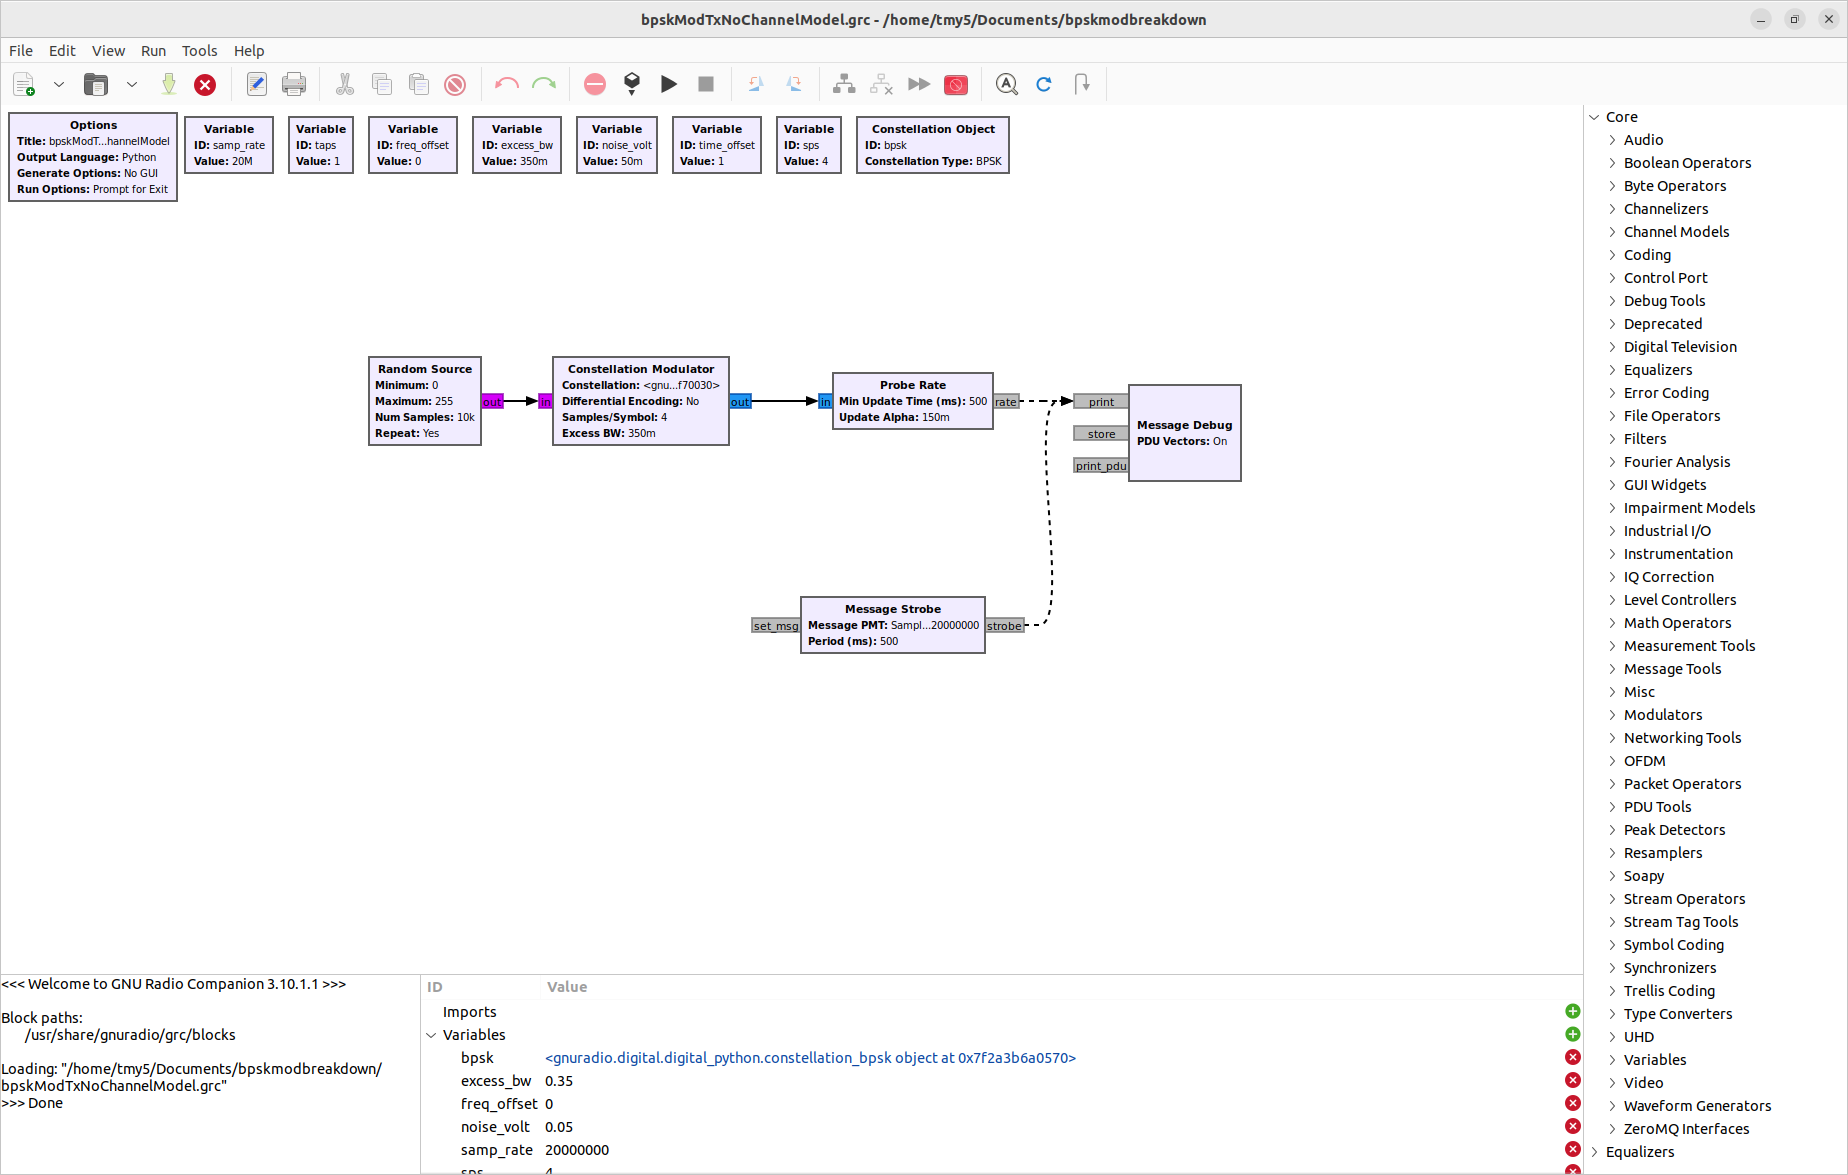 bpskModTxNoChannelModel.grc - /home/tmy5/Documents/bpskmodbreakdown
File Edit View Run Tools Help
Options
Title: bpskModT...hannelModel
Output Language: Python
Generate Options: No GUI
Run Options: Prompt for Exit
Variable
ID: samp_rate
Value: 20M
Variable
ID: taps
Value: 1
Variable
ID: freq_offset
Value: 0
Variable
ID: excess_bw
Value: 350m
Variable
ID: noise_volt
Value: 50m
Variable
ID: time_offset
Value: 1
Variable
ID: sps
Value: 4
Constellation Object
ID: bpsk
Constellation Type: BPSK
Random Source
Minimum: 0
Maximum: 255
Num Samples: 10k
Repeat: Yes
out
in
Constellation Modulator
Constellation: <gnu...f70030>
Differential Encoding: No
Samples/Symbol: 4
Excess BW: 350m
out
in
Probe Rate
Min Update Time (ms): 500
Update Alpha: 150m
rate
print
store
print_pdu
Message Debug
PDU Vectors: On
set_msg
Message Strobe
Message PMT: Sampl...20000000
Period (ms): 500
strobe
<<< Welcome to GNU Radio Companion 3.10.1.1 >>>
Block paths:
/usr/share/gnuradio/grc/blocks
Loading: "/home/tmy5/Documents/bpskmodbreakdown/
bpskModTxNoChannelModel.grc"
>>> Done
ID Value
Imports
Variables
bpsk <gnuradio.digital.digital_python.constellation_bpsk object at 0x7f2a3b6a0570>
excess_bw 0.35
freq_offset 0
noise_volt 0.05
samp_rate 20000000
sps 4
Core
Audio
Boolean Operators
Byte Operators
Channelizers
Channel Models
Coding
Control Port
Debug Tools
Deprecated
Digital Television
Equalizers
Error Coding
File Operators
Filters
Fourier Analysis
GUI Widgets
Impairment Models
Industrial I/O
Instrumentation
IQ Correction
Level Controllers
Math Operators
Measurement Tools
Message Tools
Misc
Modulators
Networking Tools
OFDM
Packet Operators
PDU Tools
Peak Detectors
Resamplers
Soapy
Stream Operators
Stream Tag Tools
Symbol Coding
Synchronizers
Trellis Coding
Type Converters
UHD
Variables
Video
Waveform Generators
ZeroMQ Interfaces
Equalizers